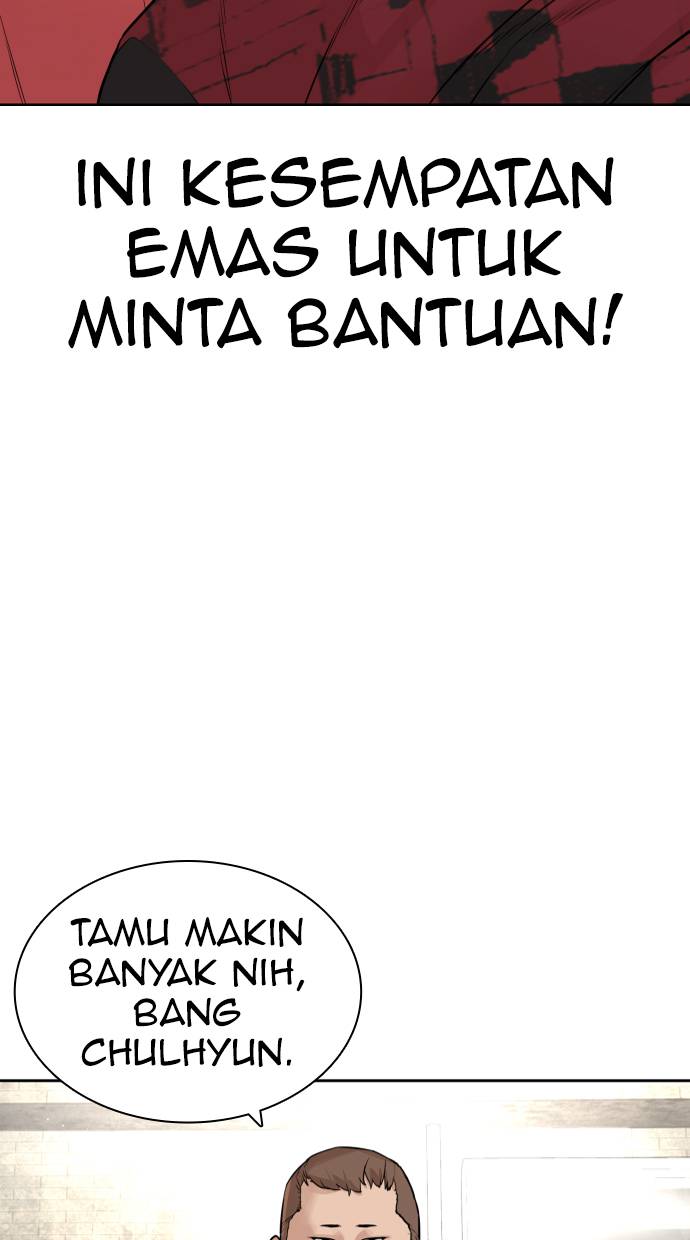 INI KESEMPATAN
EMAS UNTUK
MINTA BANTUAN!
TAMU MAKIN
BANYAK NIH,
BANG
CHULHYUN.